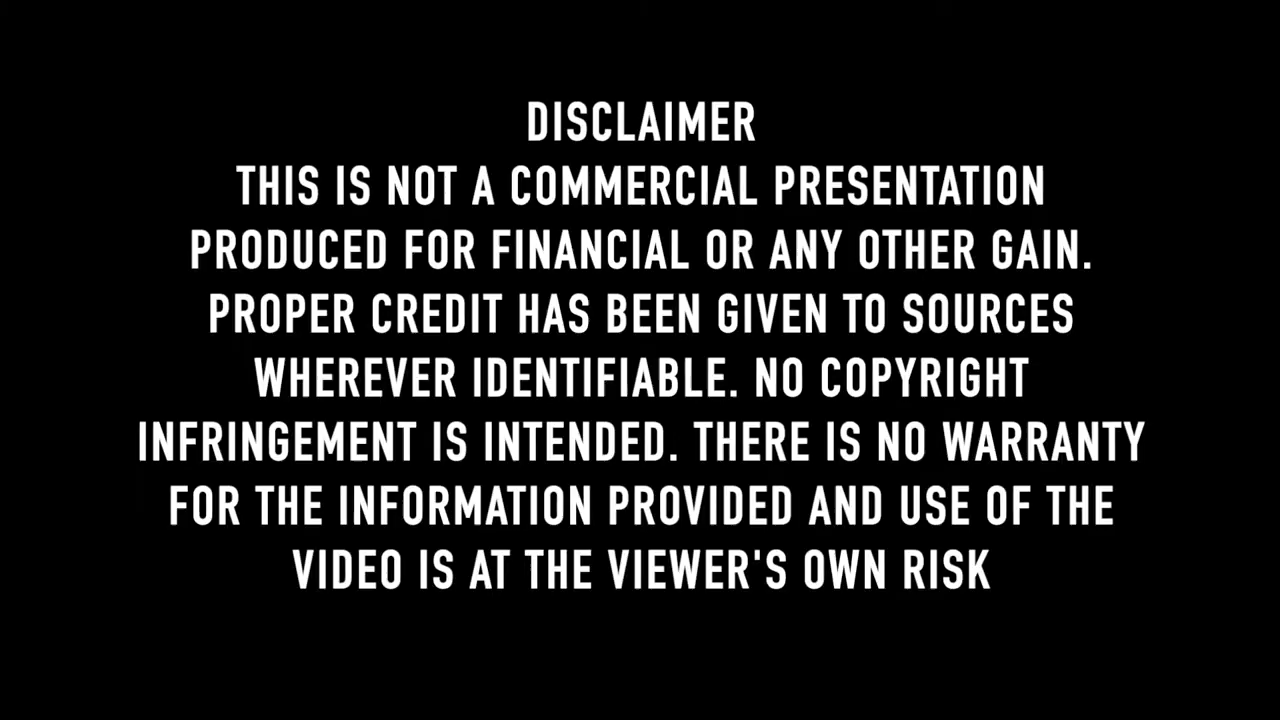 DISCLAIMER
THIS IS NOT A COMMERCIAL PRESENTATION
PRODUCED FOR FINANCIAL OR ANY OTHER GAIN.
PROPER CREDIT HAS BEEN GIVEN TO SOURCES
WHEREVER IDENTIFIABLE. NO COPYRIGHT
INFRINGEMENT IS INTENDED. THERE IS NO WARRANTY
FOR THE INFORMATION PROVIDED AND USE OF THE
VIDEO IS AT THE VIEWER'S OWN RISK